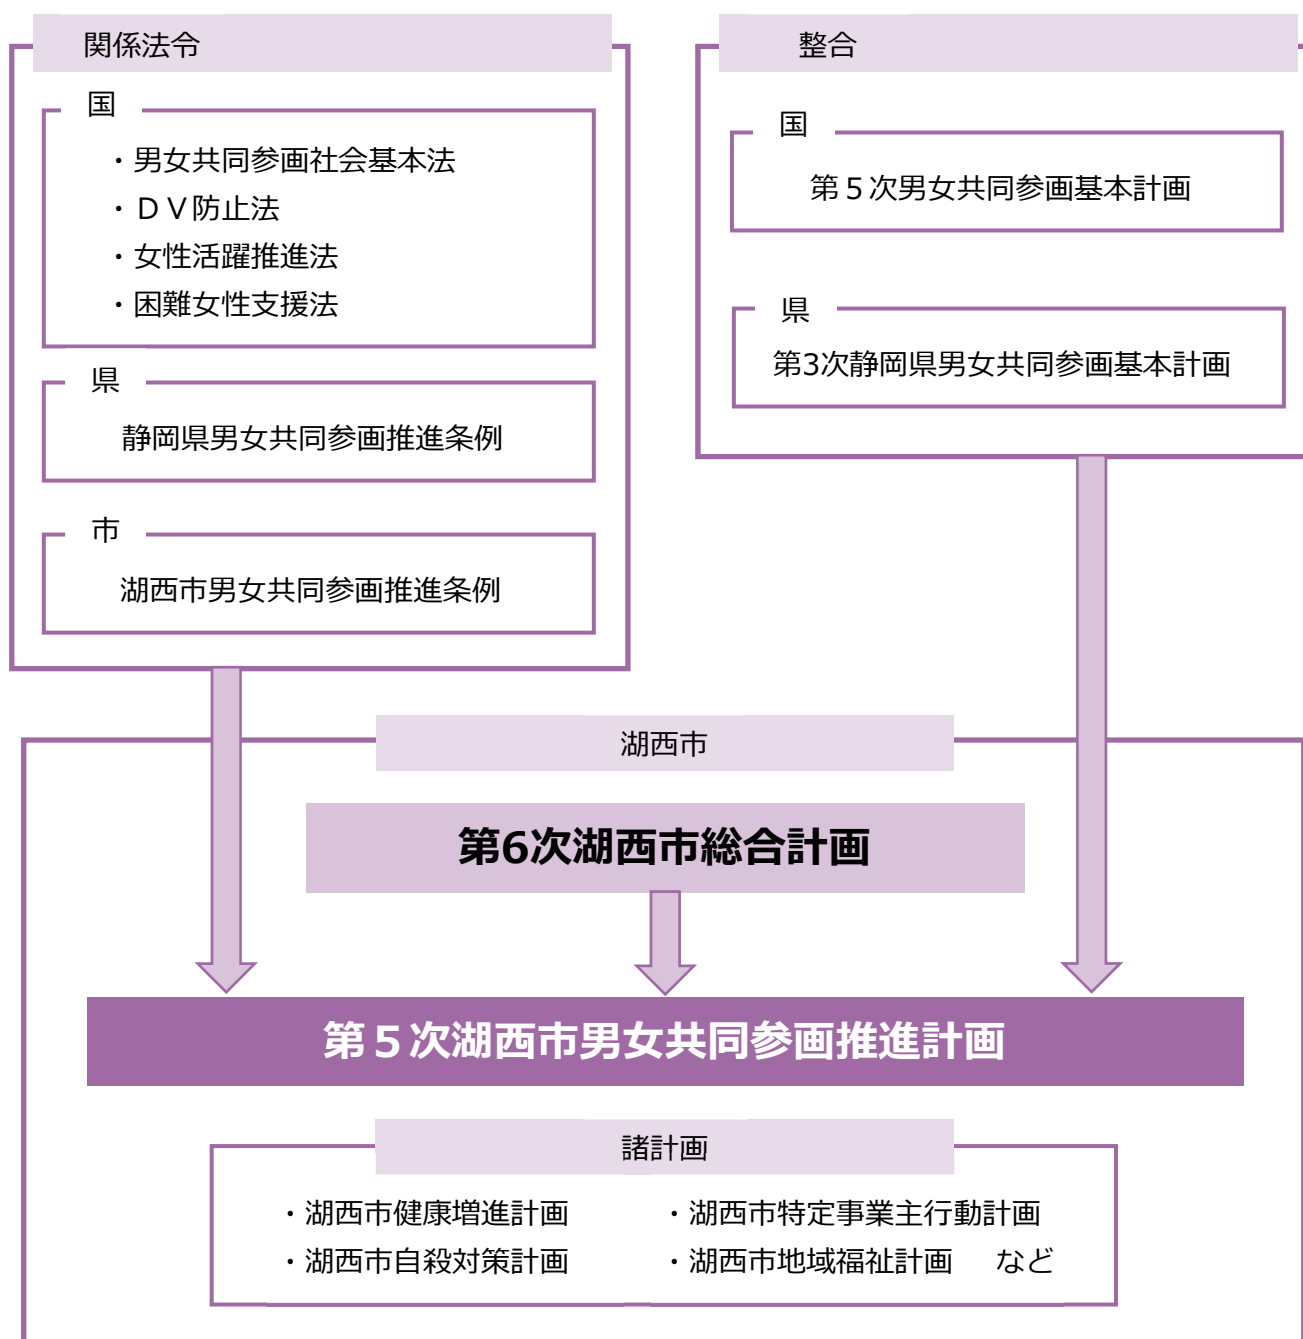 関係法令
国
・男女共同参画社会基本法
・ＤＶ防止法
・女性活躍推進法
・困難女性支援法
県
静岡県男女共同参画推進条例
市
湖西市男女共同参画推進条例
整合
国
第５次男女共同参画基本計画
県
第3次静岡県男女共同参画基本計画
湖西市
第6次湖西市総合計画
第５次湖西市男女共同参画推進計画
諸計画
・湖西市健康増進計画　・湖西市特定事業主行動計画
・湖西市自殺対策計画　・湖西市地域福祉計画　など